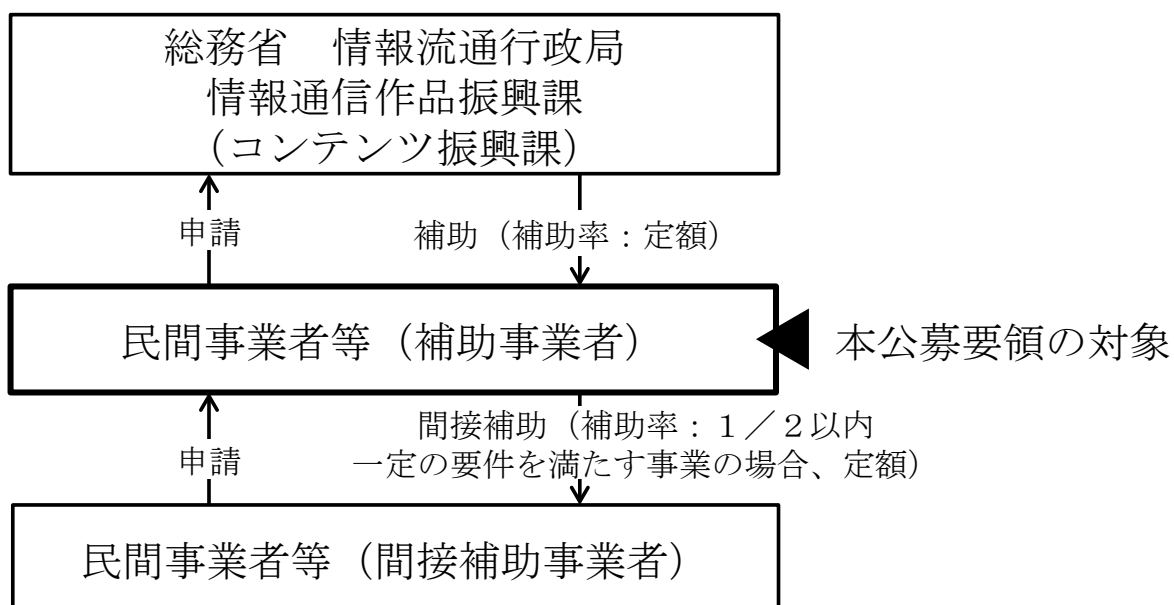 総務省　情報流通行政局
情報通信作品振興課
（コンテンツ振興課）
申請
補助（補助率：定額）
民間事業者等（補助事業者）
本公募要領の対象
間接補助（補助率：１／２以内
一定の要件を満たす事業の場合、定額）
申請
民間事業者等（間接補助事業者）